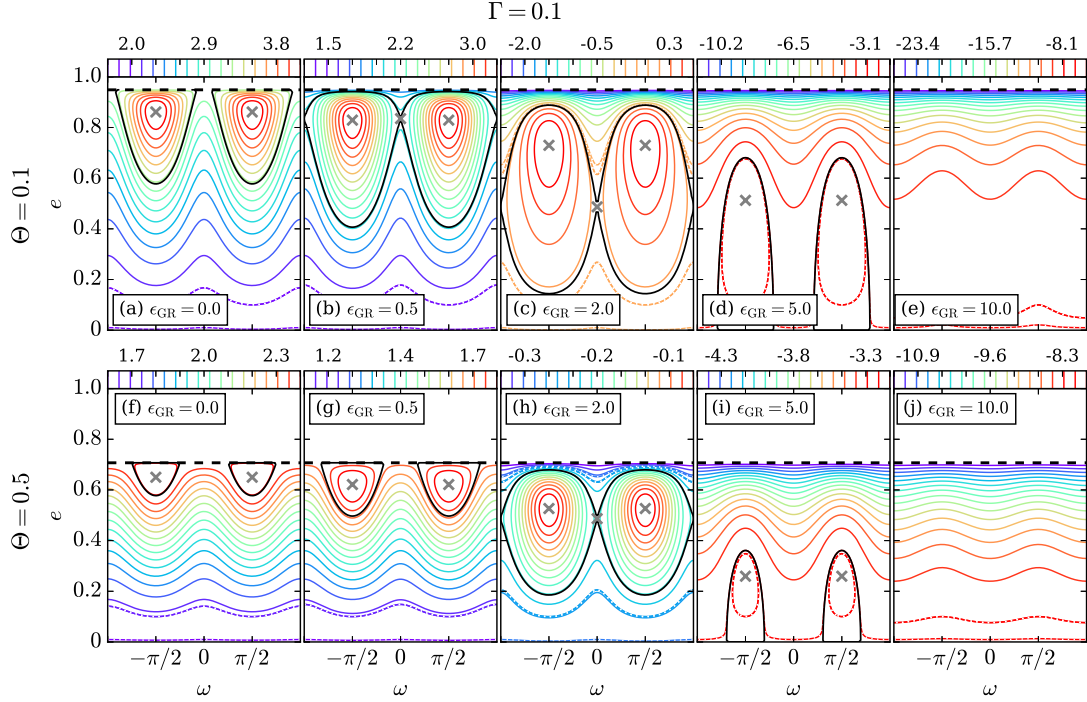 Γ = 0.1
2.0 2.9 3.8 1.5 2.2 3.0 -2.0 -0.5 0.3 -10.2 -6.5 -3.1 -23.4 -15.7 -8.1
Θ = 0.1
e
1.0
0.8
0.6
0.4
0.2
0
(a) ϵGR = 0.0 (b) ϵGR = 0.5 (c) ϵGR = 2.0 (d) ϵGR = 5.0 (e) ϵGR = 10.0
1.7 2.0 2.3 1.2 1.4 1.7 -0.3 -0.2 -0.1 -4.3 -3.8 -3.3 -10.9 -9.6 -8.3
(f) ϵGR = 0.0 (g) ϵGR = 0.5 (h) ϵGR = 2.0 (i) ϵGR = 5.0 (j) ϵGR = 10.0
Θ = 0.5
e
1.0
0.8
0.6
0.4
0.2
0
−π/2 0 π/2 −π/2 0 π/2 −π/2 0 π/2 −π/2 0 π/2 −π/2 0 π/2
ω ω ω ω ω